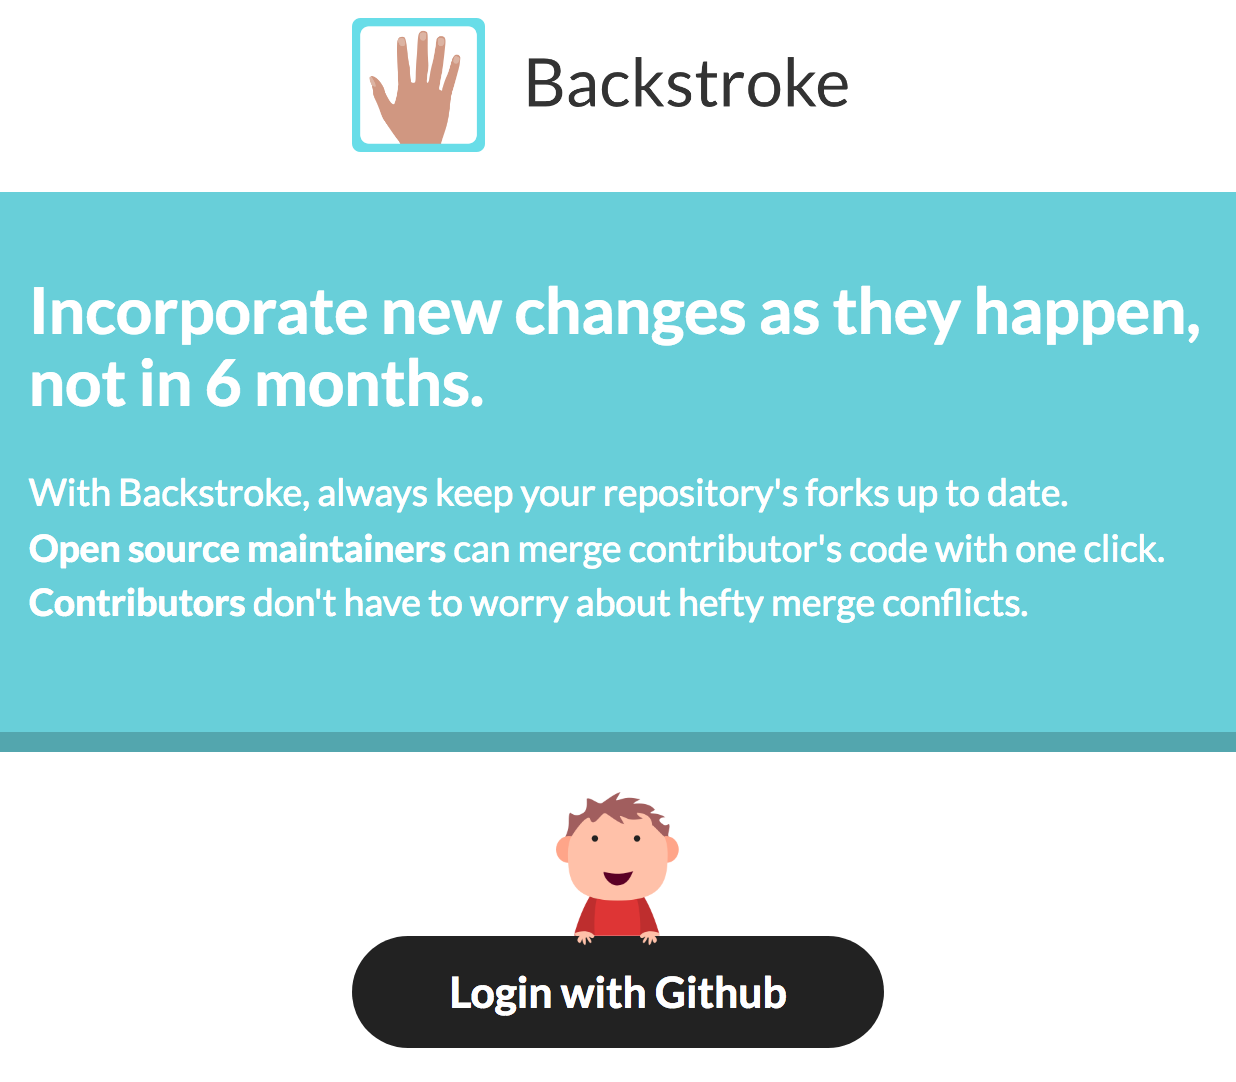 Backstroke
Incorporate new changes as they happen,
not in 6 months.
With Backstroke, always keep your repository's forks up to date.
Open source maintainers can merge contributor's code with one click.
Contributors don't have to worry about hefty merge conflicts.
Login with Github